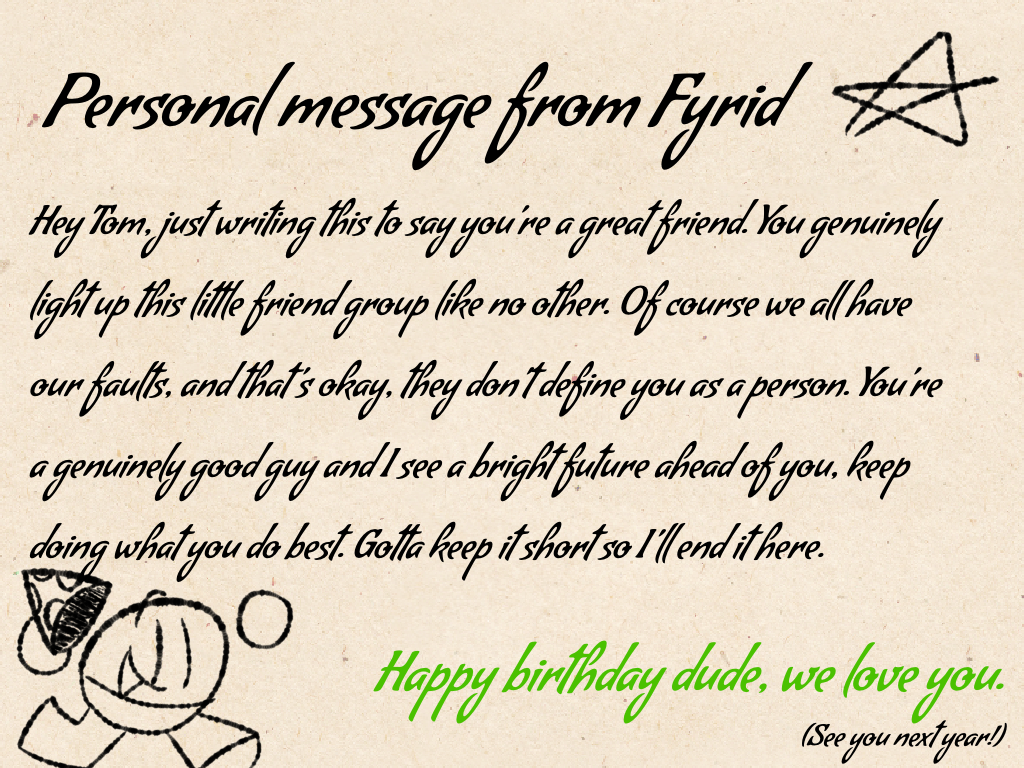 Personal message from Fyrid
Hey Tom, just writing this to say you're a great friend. You genuinely
light up this little friend group like no other. Of course we all have
our faults, and that's okay, they don't define you as a person. You're
a genuinely good guy and I see a bright future ahead of you, keep
doing what you do best. Gotta keep it short so I'll end it here.
Happy birthday dude, we love you.
(See you next year!)